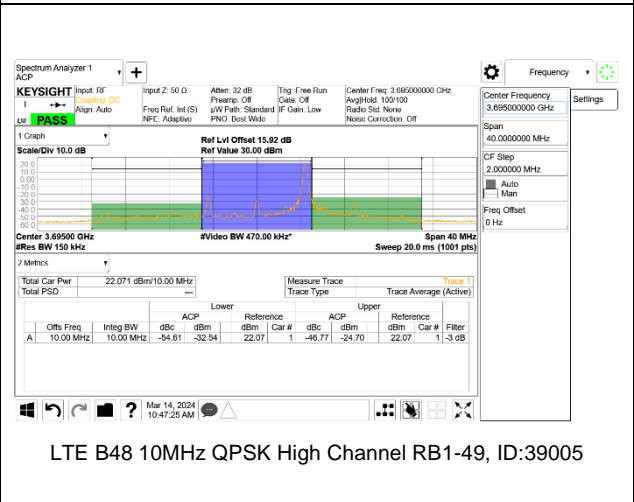 Spectrum Analyzer 1
ACP
Frequency
KEYSIGHT Input: RF Input Z: 50 Ω Atten: 32 dB Trig: Free Run Center Freq: 3.695000000 GHz
Coupling: DC Preamp: Off Gate: Off Avg|Hold: 100/100
Align: Auto Freq Ref: Int (S) µW Path: Standard IF Gain: Low Radio Std: None
NFE: Adaptive PNO: Best Wide Noise Correction: Off
PASS
1 Graph
Ref Lvl Offset 15.92 dB
Scale/Div 10.0 dB Ref Value 30.00 dBm
20.0
10.0
0.00
-10.0
-20.0
-30.0
-40.0
-50.0
-60.0
Center 3.69500 GHz #Video BW 470.00 kHz* Span 40 MHz
#Res BW 150 kHz Sweep 20.0 ms (1001 pts)
2 Metrics
Total Car Pwr 22.071 dBm/10.00 MHz Measure Trace Trace 1
Total PSD --- Trace Type Trace Average (Active)
Lower Upper
ACP Reference ACP Reference
Offs Freq Integ BW dBc dBm dBm Car # dBc dBm dBm Car # Filter
A 10.00 MHz 10.00 MHz -54.61 -32.54 22.07 1 -46.77 -24.70 22.07 1 -3 dB
Mar 14, 2024
10:47:25 AM
Center Frequency
3.695000000 GHz
Settings
Span
40.0000000 MHz
CF Step
2.000000 MHz
Auto
Man
Freq Offset
0 Hz
LTE B48 10MHz QPSK High Channel RB1-49, ID:39005